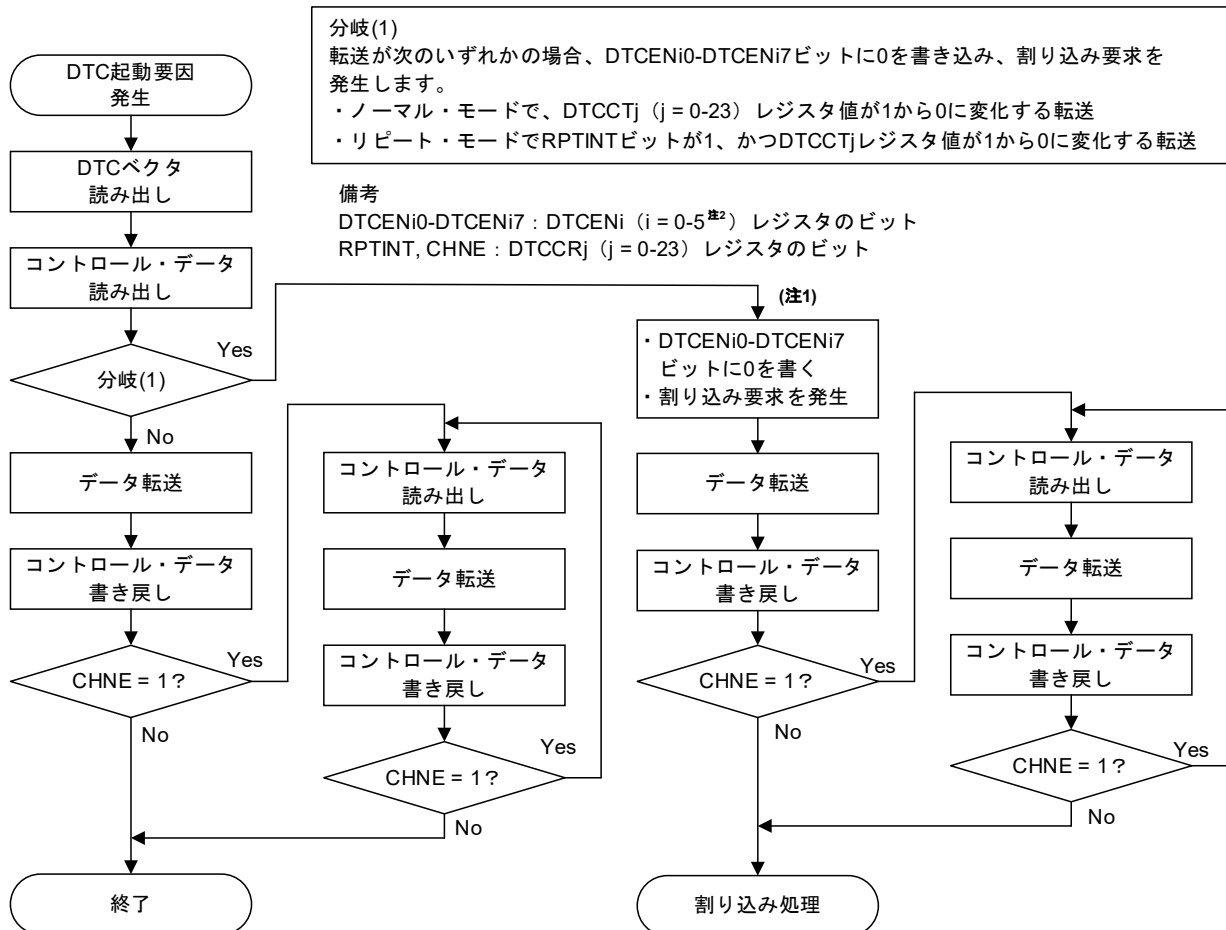 分岐(1)
転送が次のいずれかの場合、DTCENi0-DTCENi7ビットに0を書き込み、割り込み要求を
発生します。
・ノーマル・モードで、DTCCTj（j = 0-23）レジスタ値が1から0に変化する転送
・リピート・モードでRPTINTビットが1、かつDTCCTjレジスタ値が1から0に変化する転送
備考
DTCENi0-DTCENi7：DTCENi（i = 0-5注2）レジスタのビット
RPTINT, CHNE：DTCCRj（j = 0-23）レジスタのビット
DTC起動要因
発生
DTCベクタ
読み出し
コントロール・データ
読み出し
分岐(1)
Yes
No
データ転送
コントロール・データ
書き戻し
CHNE = 1?
Yes
No
終了
コントロール・データ
読み出し
データ転送
コントロール・データ
書き戻し
CHNE = 1?
Yes
No
(注1)
・DTCENi0-DTCENi7
ビットに0を書く
・割り込み要求を発生
データ転送
コントロール・データ
書き戻し
CHNE = 1?
Yes
No
割り込み処理
コントロール・データ
読み出し
データ転送
コントロール・データ
書き戻し
CHNE = 1?
Yes
No